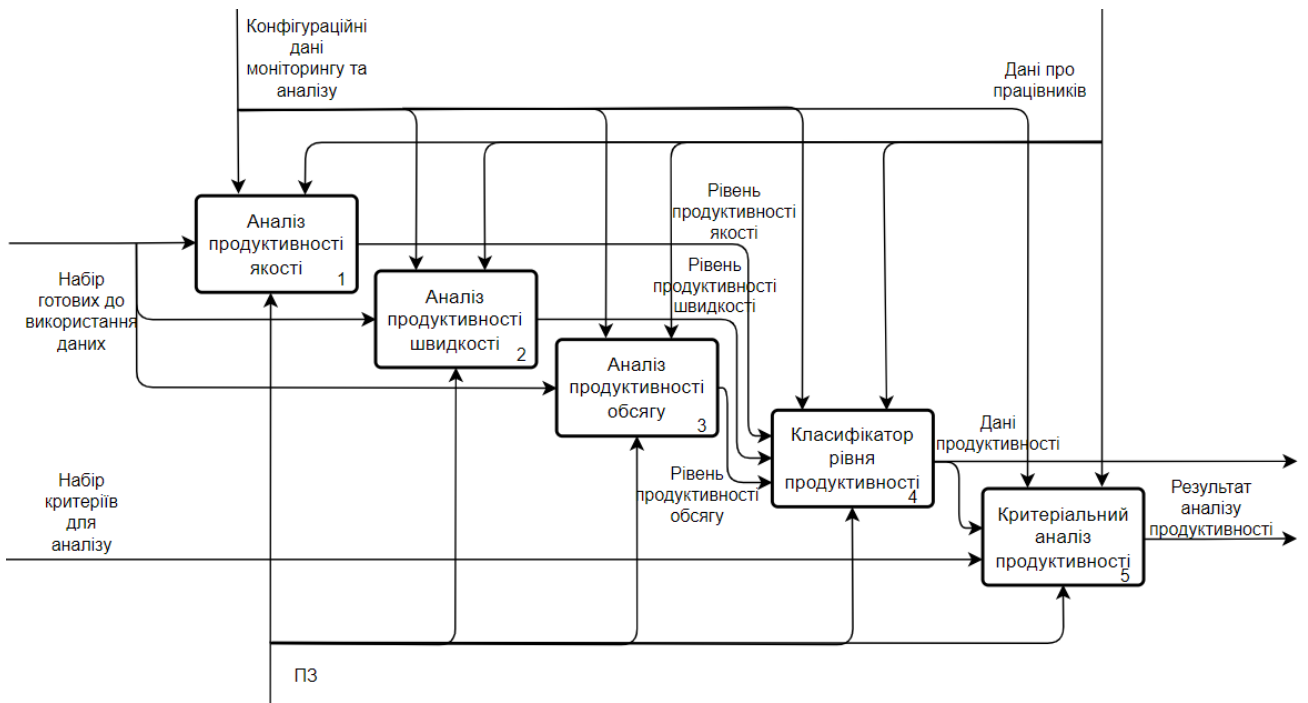 Конфігураційні
дані
моніторингу та
аналізу
Дані про
працівників
Аналіз
продуктивності
якості
1
Рівень
продуктивності
якості
Набір
готових до
використання
даних
Аналіз
продуктивності
швидкості
2
Рівень
продуктивності
швидкості
Аналіз
продуктивності
обсягу
3
Рівень
продуктивності
обсягу
Класифікатор
рівня
продуктивності
4
Дані
продуктивності
Набір
критеріїв
для
аналізу
Критеріальний
аналіз
продуктивності
5
Результат
аналізу
продуктивності
ПЗ